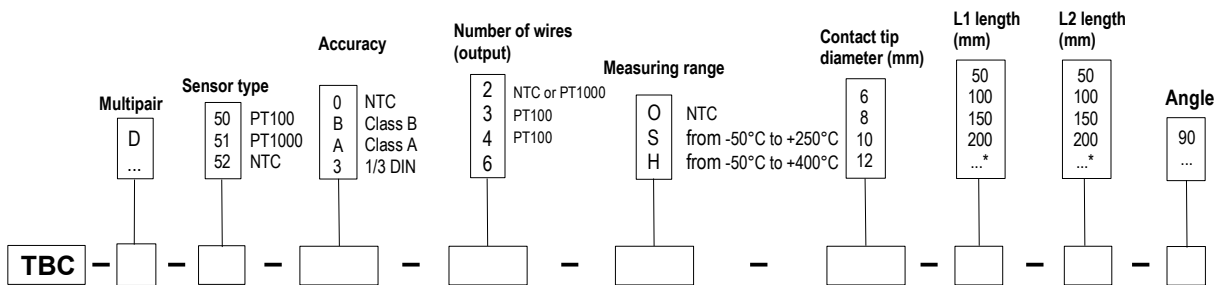 Multipair
D
...
Sensor type
50 PT100
51 PT1000
52 NTC
Accuracy
0 NTC
B Class B
A Class A
3 1/3 DIN
Number of wires
(output)
2 NTC or PT1000
3 PT100
4 PT100
6
Measuring range
O NTC
S from -50°C to +250°C
H from -50°C to +400°C
Contact tip
diameter (mm)
6
8
10
12
L1 length
(mm)
50
100
150
200
...*
L2 length
(mm)
50
100
150
200
...*
Angle
90
...
TBC – – – – – – – – –